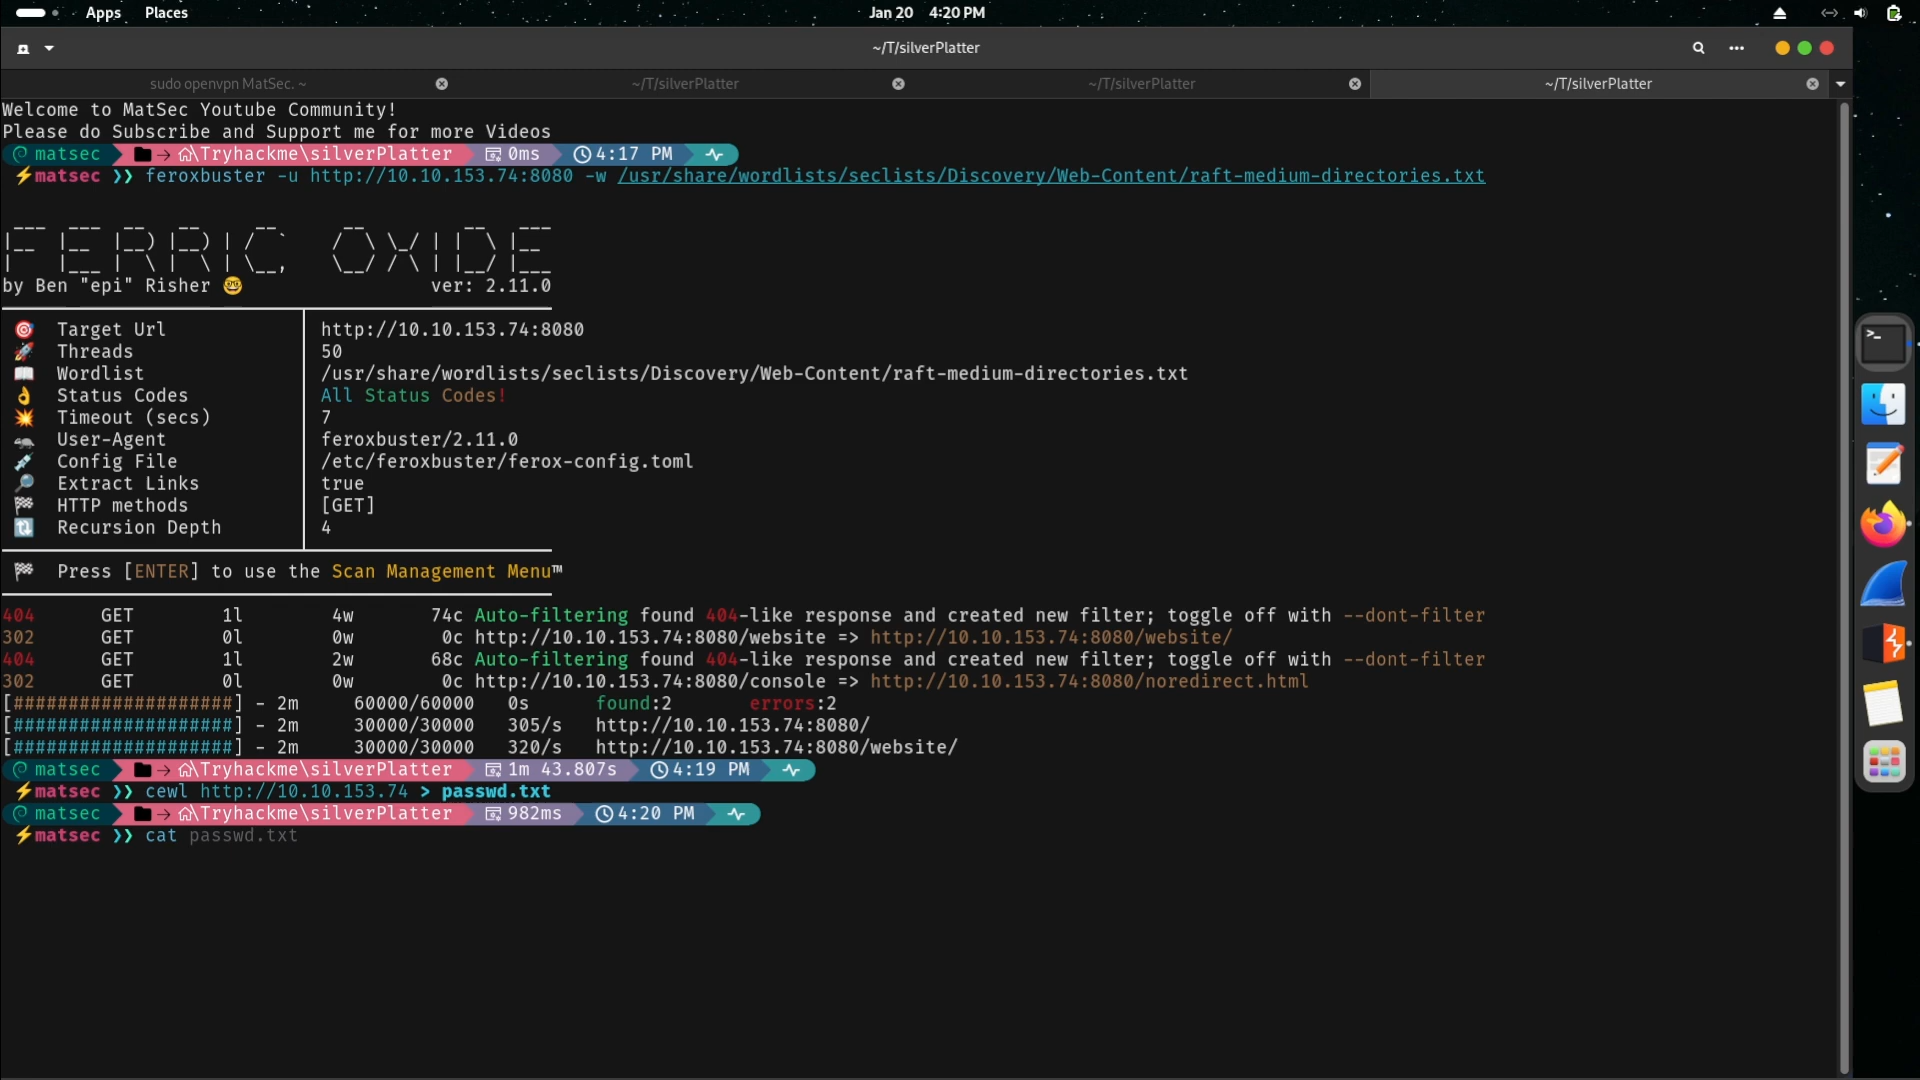 Apps Places Jan 20 4:20 PM
~/T/silverPlatter
sudo openvpn MatSec. ~ ~/T/silverPlatter ~/T/silverPlatter ~/T/silverPlatter
Welcome to MatSec Youtube Community!
Please do Subscribe and Support me for more Videos
matsec → \Tryhackme\silverPlatter 0ms 4:17 PM
⚡matsec ❯❯ feroxbuster -u http://10.10.153.74:8080 -w /usr/share/wordlists/seclists/Discovery/Web-Content/raft-medium-directories.txt
FERRIC OXIDE
by Ben "epi" Risher 🤓 ver: 2.11.0
🎯 Target Url │ http://10.10.153.74:8080
🚀 Threads │ 50
📖 Wordlist │ /usr/share/wordlists/seclists/Discovery/Web-Content/raft-medium-directories.txt
👌 Status Codes │ All Status Codes!
💥 Timeout (secs) │ 7
🦡 User-Agent │ feroxbuster/2.11.0
💉 Config File │ /etc/feroxbuster/ferox-config.toml
🔎 Extract Links │ true
🏁 HTTP methods │ [GET]
🔃 Recursion Depth │ 4
🏁 Press [ENTER] to use the Scan Management Menu™
404 GET 1l 4w 74c Auto-filtering found 404-like response and created new filter; toggle off with --dont-filter
302 GET 0l 0w 0c http://10.10.153.74:8080/website => http://10.10.153.74:8080/website/
404 GET 1l 2w 68c Auto-filtering found 404-like response and created new filter; toggle off with --dont-filter
302 GET 0l 0w 0c http://10.10.153.74:8080/console => http://10.10.153.74:8080/noredirect.html
[####################] - 2m 60000/60000 0s found:2 errors:2
[####################] - 2m 30000/30000 305/s http://10.10.153.74:8080/
[####################] - 2m 30000/30000 320/s http://10.10.153.74:8080/website/
matsec → \Tryhackme\silverPlatter 1m 43.807s 4:19 PM
⚡matsec ❯❯ cewl http://10.10.153.74 > passwd.txt
matsec → \Tryhackme\silverPlatter 982ms 4:20 PM
⚡matsec ❯❯ cat passwd.txt